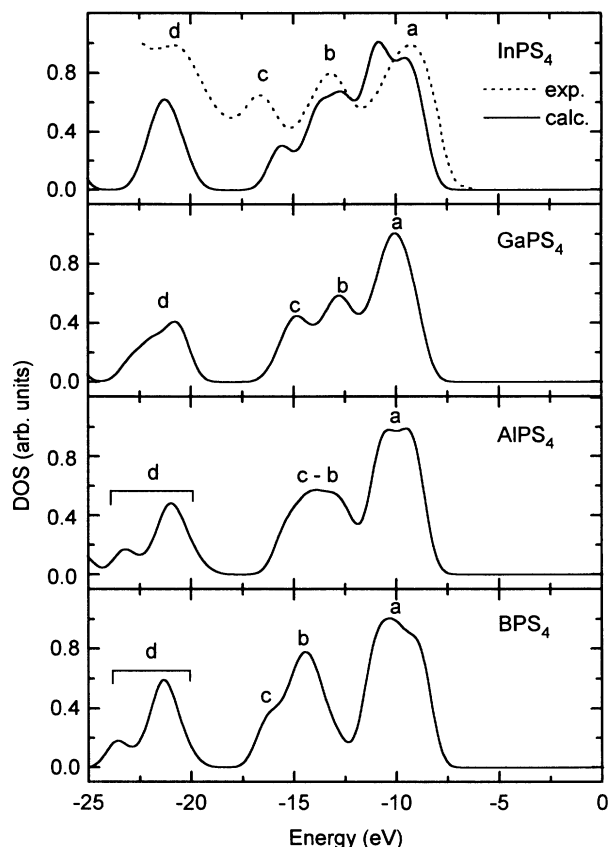 d
c
b
a
InPS₄
exp.
calc.
0.8
0.4
0.0
a
GaPS₄
d
c
b
0.8
0.4
0.0
a
AlPS₄
d
c - b
0.8
0.4
0.0
a
BPS₄
d
c
b
0.8
0.4
0.0
DOS (arb. units)
-25 -20 -15 -10 -5 0
Energy (eV)